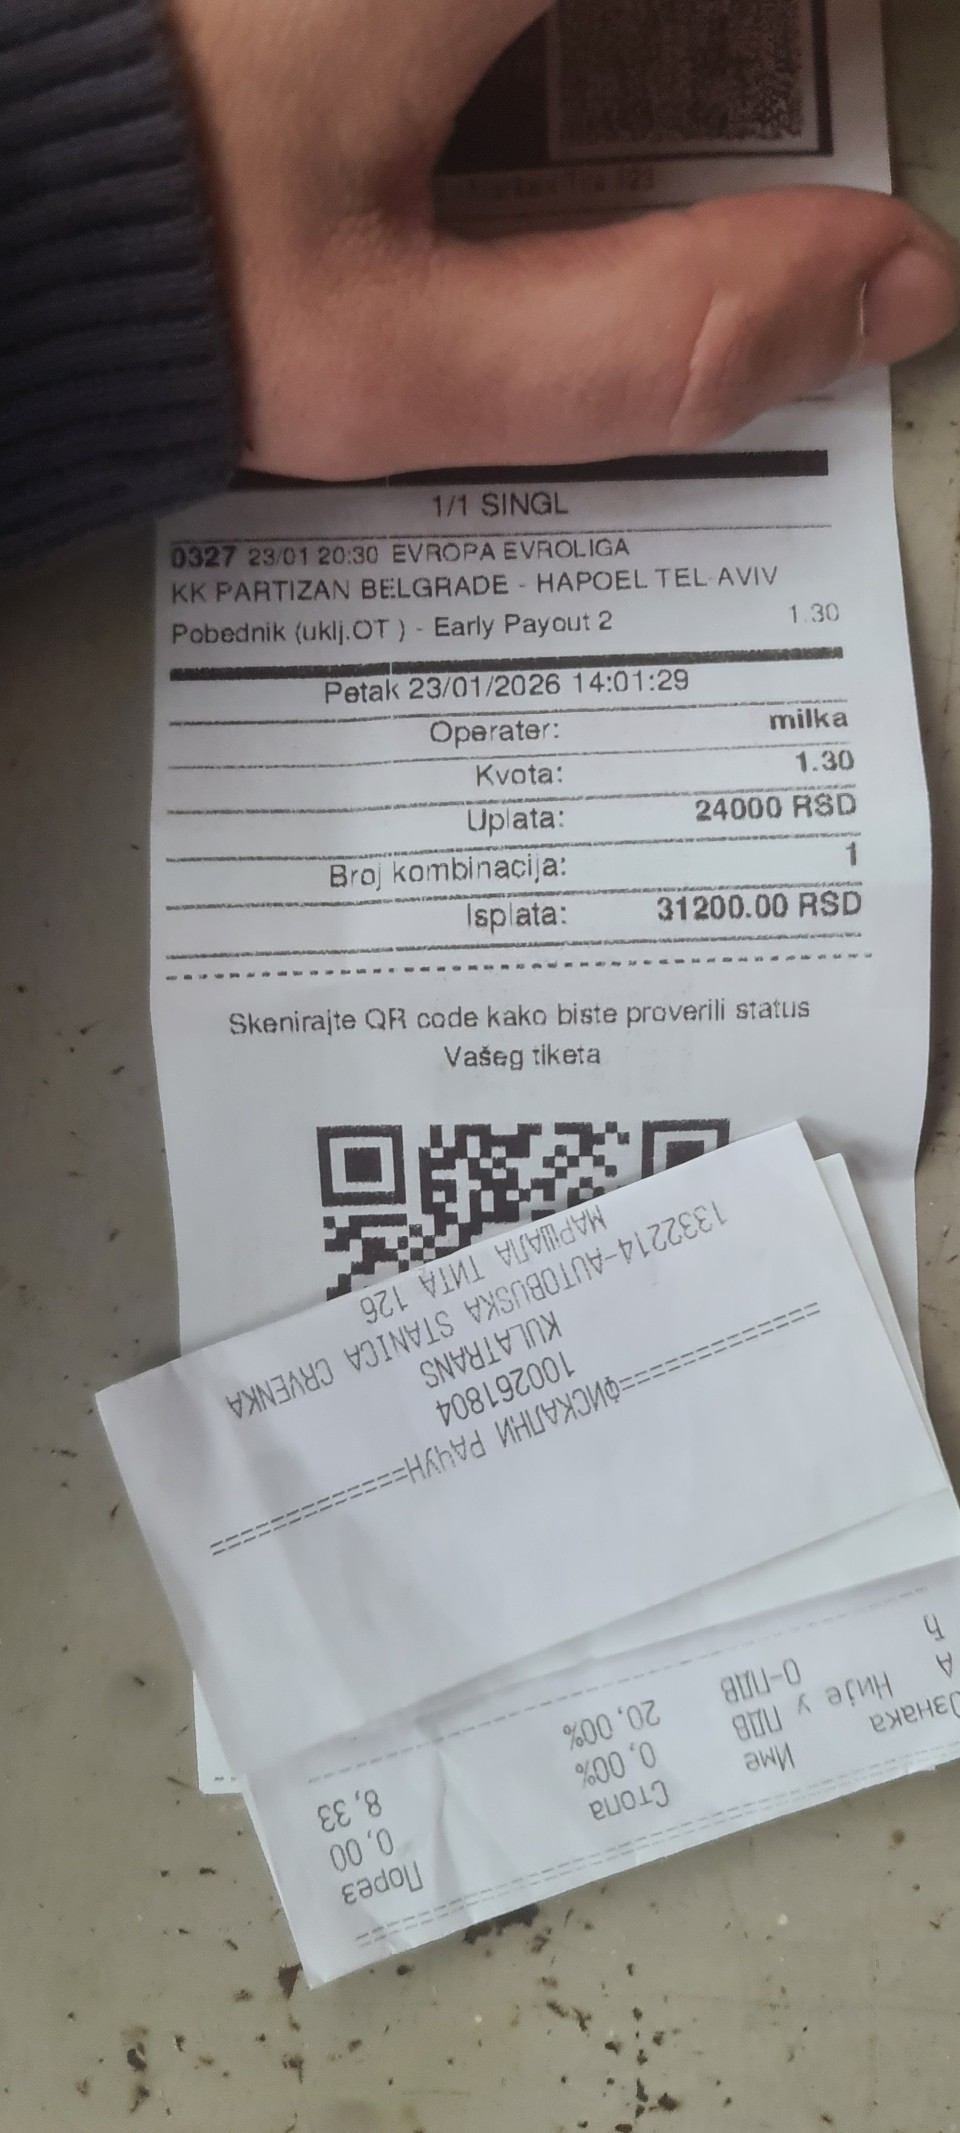 1/1 SINGL
0327 23/01 20:30 EVROPA EVROLIGA
KK PARTIZAN BELGRADE - HAPOEL TEL AVIV
Pobednik (uklj.OT ) - Early Payout 2 1.30
Petak 23/01/2026 14:01:29
Operater: milka
Kvota: 1.30
Uplata: 24000 RSD
Broj kombinacija: 1
Isplata: 31200.00 RSD
Skenirajte QR code kako biste proverili status
Vašeg tiketa
============ФИСКАЛНИ РАЧУН============
100261804
KULATRANS
1332214-AUTOBUSKA STANICA CRVENKA
МАРШАЛА ТИТА 126
Ознака Име Стопа Порез
А Није у ПДВ 0,00% 0,00
Ђ О-ПДВ 20,00% 8,33